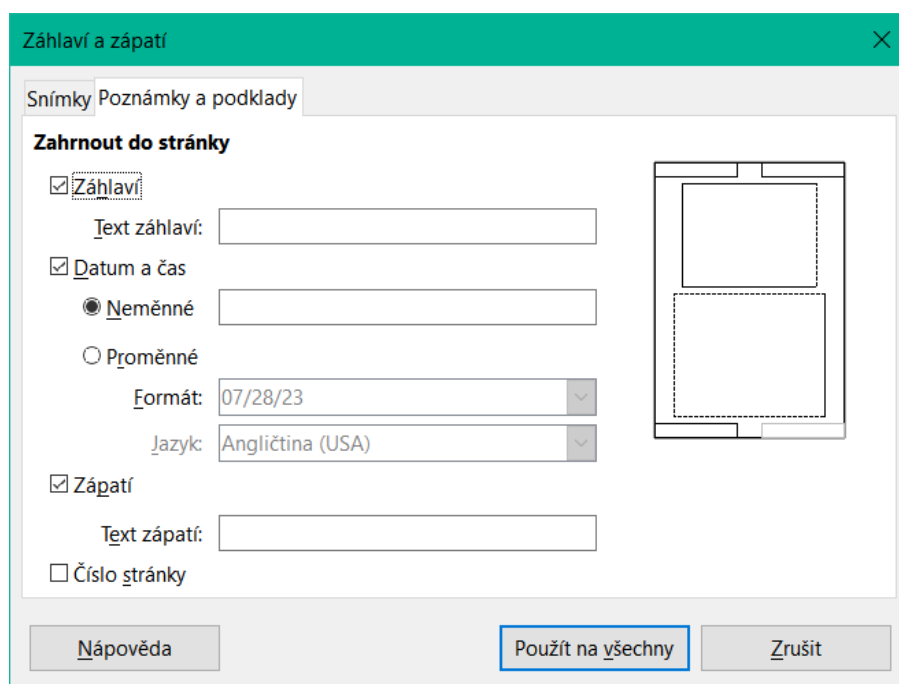 Záhlaví a zápatí
Snímky Poznámky a podklady
Zahrnout do stránky
Záhlaví
Text záhlaví:
Datum a čas
Neměnné
Proměnné
Formát: 07/28/23
Jazyk: Angličtina (USA)
Zápatí
Text zápatí:
Číslo stránky
Nápověda Použít na všechny Zrušit